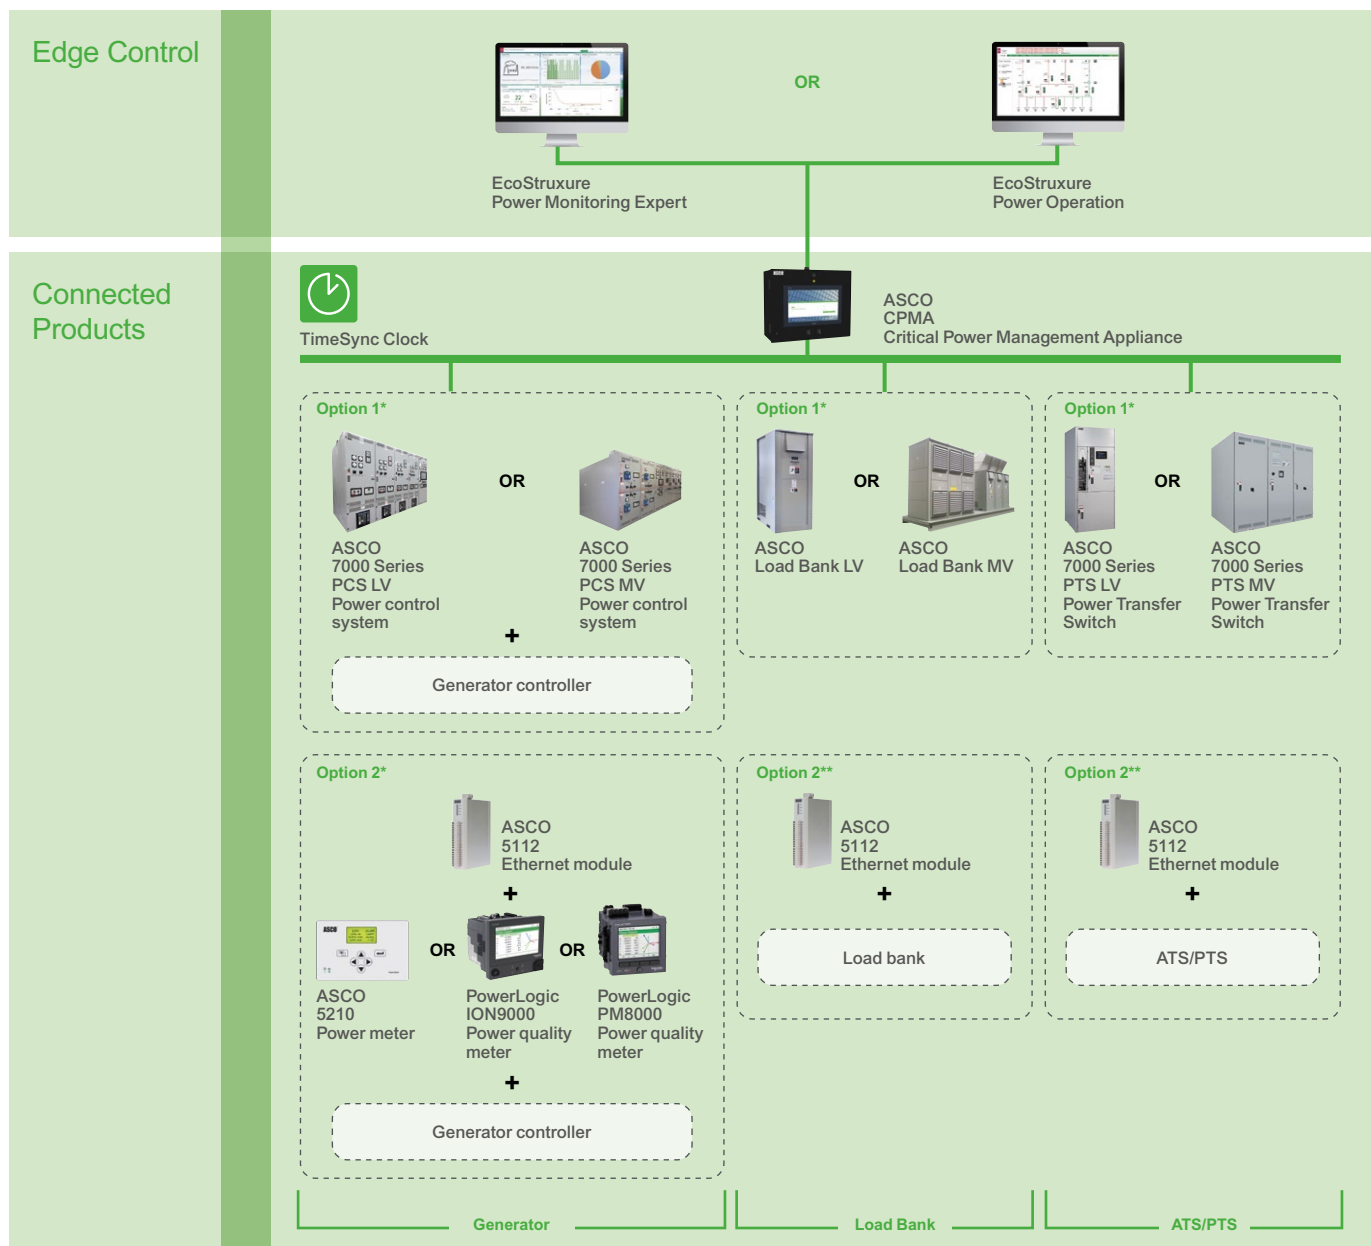 Edge Control
OR
EcoStruxure
Power Monitoring Expert
EcoStruxure
Power Operation
Connected
Products
TimeSync Clock
ASCO
ASCO
CPMA
Critical Power Management Appliance
Option 1*
OR
ASCO
7000 Series
PCS LV
Power control
system
ASCO
7000 Series
PCS MV
Power control
system
+
Generator controller
Option 1*
OR
ASCO
Load Bank LV
ASCO
Load Bank MV
Option 1*
OR
ASCO
7000 Series
PTS LV
Power Transfer
Switch
ASCO
7000 Series
PTS MV
Power Transfer
Switch
Option 2*
ASCO
5112
Ethernet module
+
ASCO
OR
OR
ASCO
5210
Power meter
PowerLogic
ION9000
Power quality
meter
PowerLogic
PM8000
Power quality
meter
+
Generator controller
Option 2**
ASCO
5112
Ethernet module
+
Load bank
Option 2**
ASCO
5112
Ethernet module
+
ATS/PTS
Generator
Load Bank
ATS/PTS